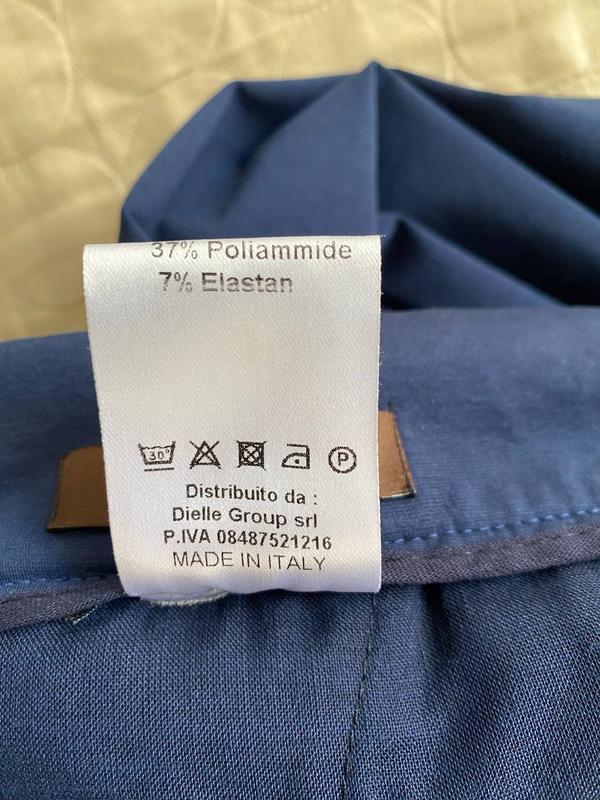 37% Poliammide
7% Elastan
30°
P
Distribuito da :
Dielle Group srl
P.IVA 08487521216
MADE IN ITALY